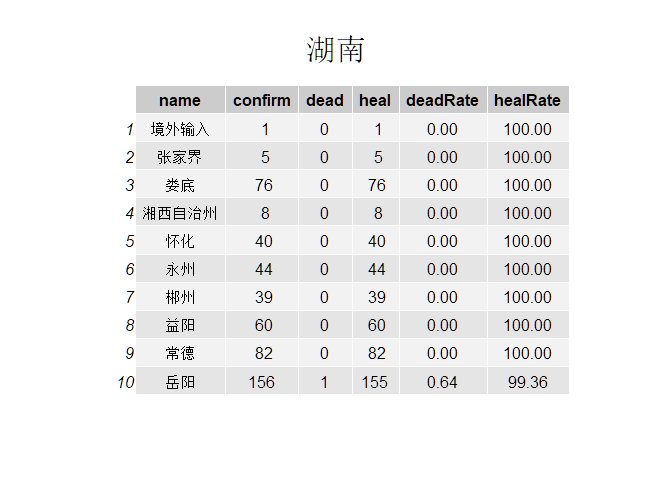 湖南
name confirm dead heal deadRate healRate
1 境外输入 1 0 1 0.00 100.00
2 张家界 5 0 5 0.00 100.00
3 娄底 76 0 76 0.00 100.00
4 湘西自治州 8 0 8 0.00 100.00
5 怀化 40 0 40 0.00 100.00
6 永州 44 0 44 0.00 100.00
7 郴州 39 0 39 0.00 100.00
8 益阳 60 0 60 0.00 100.00
9 常德 82 0 82 0.00 100.00
10 岳阳 156 1 155 0.64 99.36